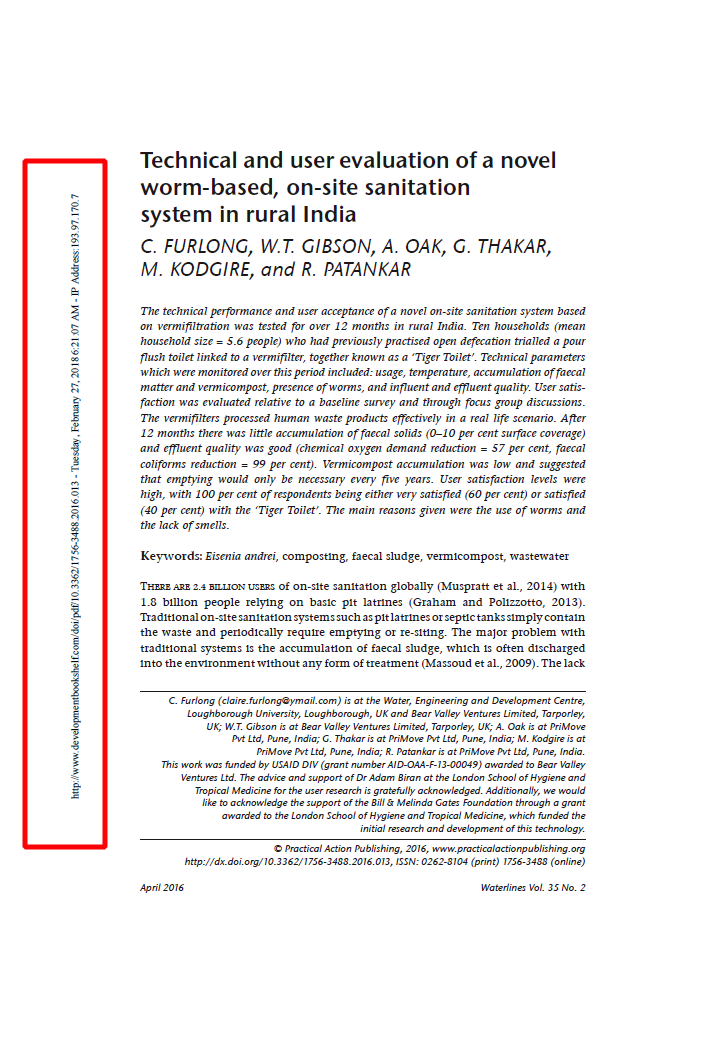 http://www.developmentbookshelf.com/doi/pdf/10.3362/1756-3488.2016.013 - Tuesday, February 27, 2018 6:21:07 AM - IP Address:193.97.170.7
Technical and user evaluation of a novel
worm-based, on-site sanitation
system in rural India
C. FURLONG, W.T. GIBSON, A. OAK, G. THAKAR,
M. KODGIRE, and R. PATANKAR
The technical performance and user acceptance of a novel on-site sanitation system based
on vermifiltration was tested for over 12 months in rural India. Ten households (mean
household size = 5.6 people) who had previously practised open defecation trialled a pour
flush toilet linked to a vermifilter, together known as a ‘Tiger Toilet’. Technical parameters
which were monitored over this period included: usage, temperature, accumulation of faecal
matter and vermicompost, presence of worms, and influent and effluent quality. User satis-
faction was evaluated relative to a baseline survey and through focus group discussions.
The vermifilters processed human waste products effectively in a real life scenario. After
12 months there was little accumulation of faecal solids (0–10 per cent surface coverage)
and effluent quality was good (chemical oxygen demand reduction = 57 per cent, faecal
coliforms reduction = 99 per cent). Vermicompost accumulation was low and suggested
that emptying would only be necessary every five years. User satisfaction levels were
high, with 100 per cent of respondents being either very satisfied (60 per cent) or satisfied
(40 per cent) with the ‘Tiger Toilet’. The main reasons given were the use of worms and
the lack of smells.
Keywords: Eisenia andrei, composting, faecal sludge, vermicompost, wastewater
THERE ARE 2.4 BILLION USERS of on-site sanitation globally (Muspratt et al., 2014) with
1.8 billion people relying on basic pit latrines (Graham and Polizzotto, 2013).
Traditional on-site sanitation systems such as pit latrines or septic tanks simply contain
the waste and periodically require emptying or re-siting. The major problem with
traditional systems is the accumulation of faecal sludge, which is often discharged
into the environment without any form of treatment (Massoud et al., 2009). The lack
C. Furlong (claire.furlong@ymail.com) is at the Water, Engineering and Development Centre,
Loughborough University, Loughborough, UK and Bear Valley Ventures Limited, Tarporley,
UK; W.T. Gibson is at Bear Valley Ventures Limited, Tarporley, UK; A. Oak is at PriMove
Pvt Ltd, Pune, India; G. Thakar is at PriMove Pvt Ltd, Pune, India; M. Kodgire is at
PriMove Pvt Ltd, Pune, India; R. Patankar is at PriMove Pvt Ltd, Pune, India.
This work was funded by USAID DIV (grant number AID-OAA-F-13-00049) awarded to Bear Valley
Ventures Ltd. The advice and support of Dr Adam Biran at the London School of Hygiene and
Tropical Medicine for the user research is gratefully acknowledged. Additionally, we would
like to acknowledge the support of the Bill & Melinda Gates Foundation through a grant
awarded to the London School of Hygiene and Tropical Medicine, which funded the
initial research and development of this technology.
© Practical Action Publishing, 2016, www.practicalactionpublishing.org
http://dx.doi.org/10.3362/1756-3488.2016.013, ISSN: 0262-8104 (print) 1756-3488 (online)
April 2016
Waterlines Vol. 35 No. 2